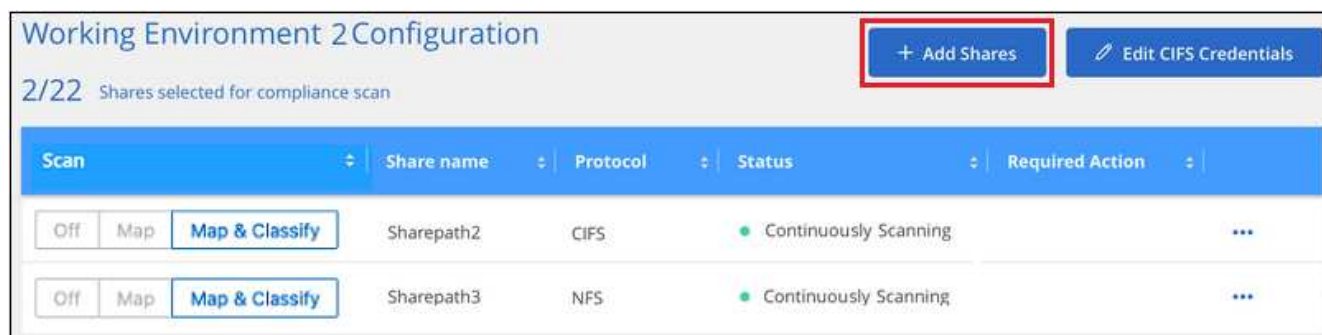 Working Environment 2 Configuration
+ Add Shares
Edit CIFS Credentials
2/22 Shares selected for compliance scan
Scan Share name Protocol Status Required Action
Off Map Map & Classify Sharepath2 CIFS Continuously Scanning ...
Off Map Map & Classify Sharepath3 NFS Continuously Scanning ...